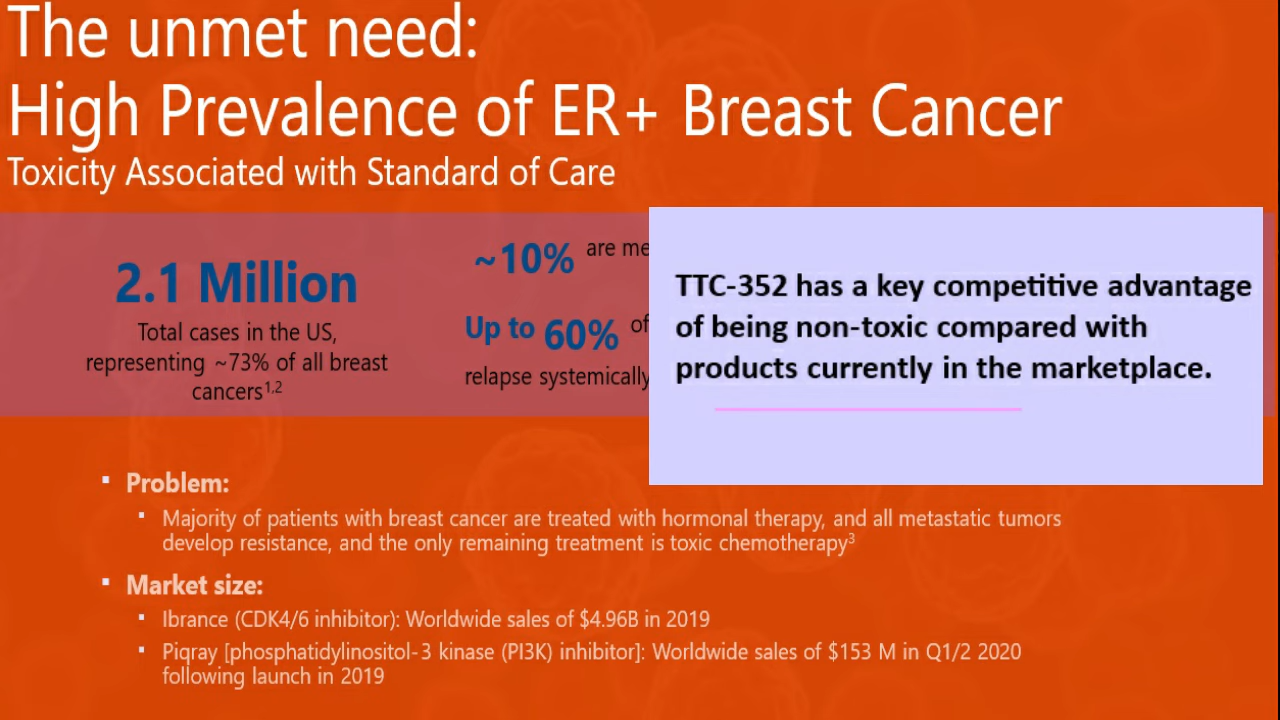 The unmet need:
High Prevalence of ER+ Breast Cancer
Toxicity Associated with Standard of Care
2.1 Million
Total cases in the US,
representing ~73% of all breast
cancers1,2
~10% are me
Up to 60% of
relapse systemically
TTC-352 has a key competitive advantage
of being non-toxic compared with
products currently in the marketplace.
▪ Problem:
▪ Majority of patients with breast cancer are treated with hormonal therapy, and all metastatic tumors
develop resistance, and the only remaining treatment is toxic chemotherapy3
▪ Market size:
▪ Ibrance (CDK4/6 inhibitor): Worldwide sales of $4.96B in 2019
▪ Piqray [phosphatidylinositol-3 kinase (PI3K) inhibitor]: Worldwide sales of $153 M in Q1/2 2020
following launch in 2019